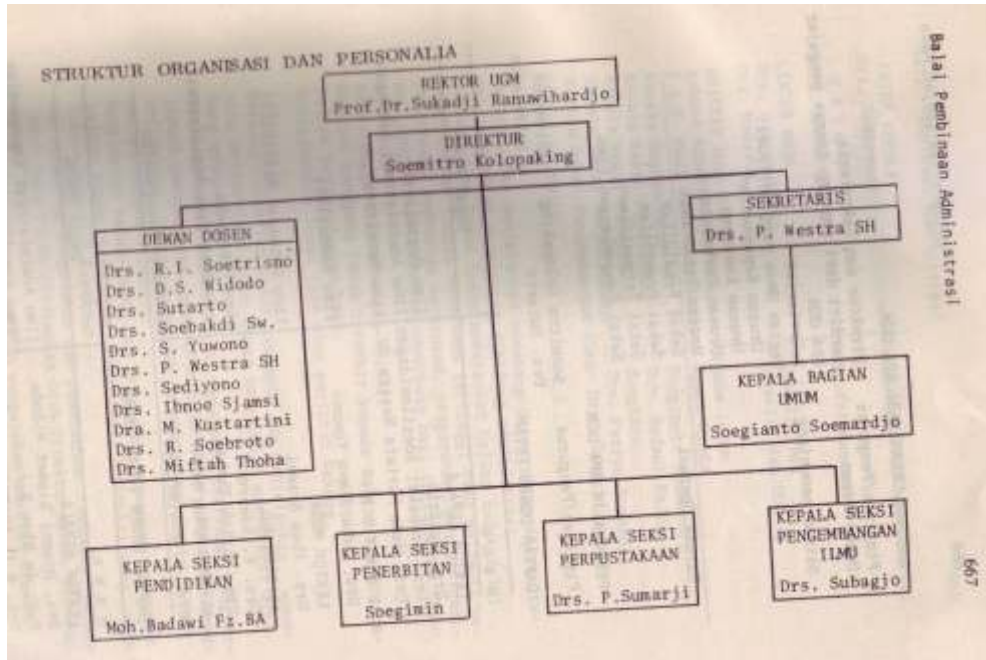 Balai Pembinaan Administrasi
667
STRUKTUR ORGANISASI DAN PERSONALIA
REKTOR UGM
Prof.Dr.Sukadji Ranuwihardjo
DIREKTUR
Soemitro Kolopaking
SEKRETARIS
Drs. P. Westra SH
DEWAN DOSEN
Drs. R.I. Soetrisno
Drs. D.S. Widodo
Drs. Sutarto
Drs. Soebakdi Sw.
Drs. S. Yuwono
Drs. P. Westra SH
Drs. Sediyono
Drs. Ibnoe Sjamsi
Dra. M. Kustartini
Drs. R. Soebroto
Drs. Miftah Thoha
KEPALA BAGIAN
UMUM
Soegianto Soemardjo
KEPALA SEKSI
PENDIDIKAN
Moh.Badawi Fz.BA
KEPALA SEKSI
PENERBITAN
Soegimin
KEPALA SEKSI
PERPUSTAKAAN
Drs. P.Sumarji
KEPALA SEKSI
PENGEMBANGAN
ILMU
Drs. Subagjo